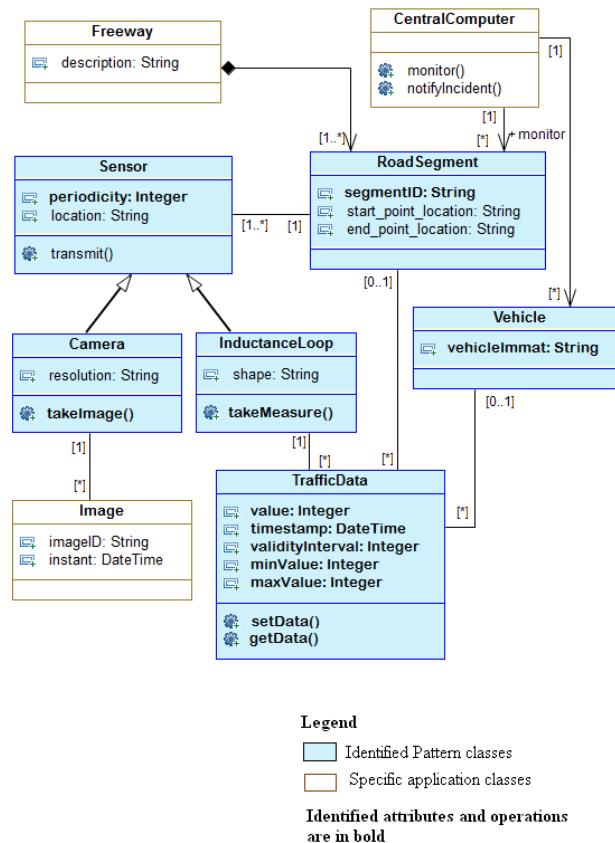 Freeway
description: String
CentralComputer
monitor()
notifyIncident()
[1]
[1]
[*]
+ monitor
[1..*]
Sensor
periodicity: Integer
location: String
transmit()
[1..*]
[1]
RoadSegment
segmentID: String
start_point_location: String
end_point_location: String
[0..1]
[*]
Vehicle
vehicleImmat: String
[0..1]
Camera
resolution: String
takeImage()
[1]
[*]
InductanceLoop
shape: String
takeMeasure()
[1]
[*]
[*]
[*]
Image
imageID: String
instant: DateTime
TrafficData
value: Integer
timestamp: DateTime
validityInterval: Integer
minValue: Integer
maxValue: Integer
setData()
getData()
Legend
Identified Pattern classes
Specific application classes
Identified attributes and operations
are in bold